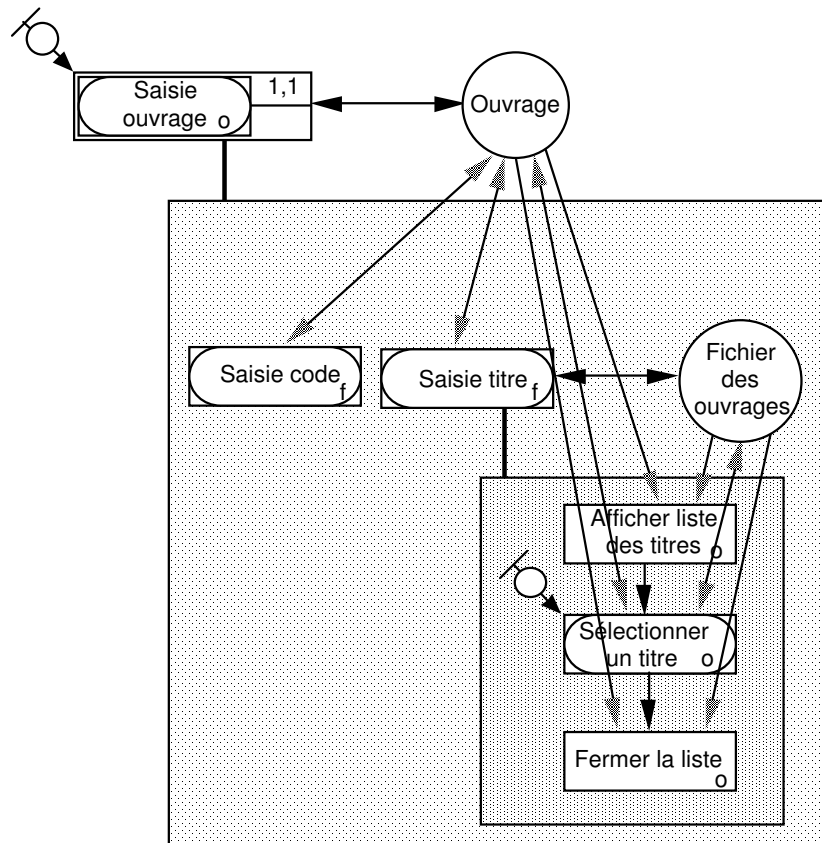 Saisie
ouvrage o
1,1
Ouvrage
Saisie code f
Saisie titre f
Fichier
des
ouvrages
Afficher liste
des titres o
Sélectionner
un titre o
Fermer la liste
o